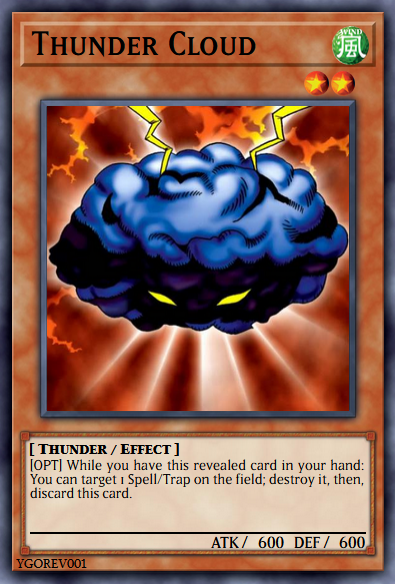 THUNDER CLOUD
WIND
風
[ THUNDER / EFFECT ]
[OPT] While you have this revealed card in your hand:
You can target 1 Spell/Trap on the field; destroy it, then,
discard this card.
ATK / 600 DEF / 600
YGOREV001